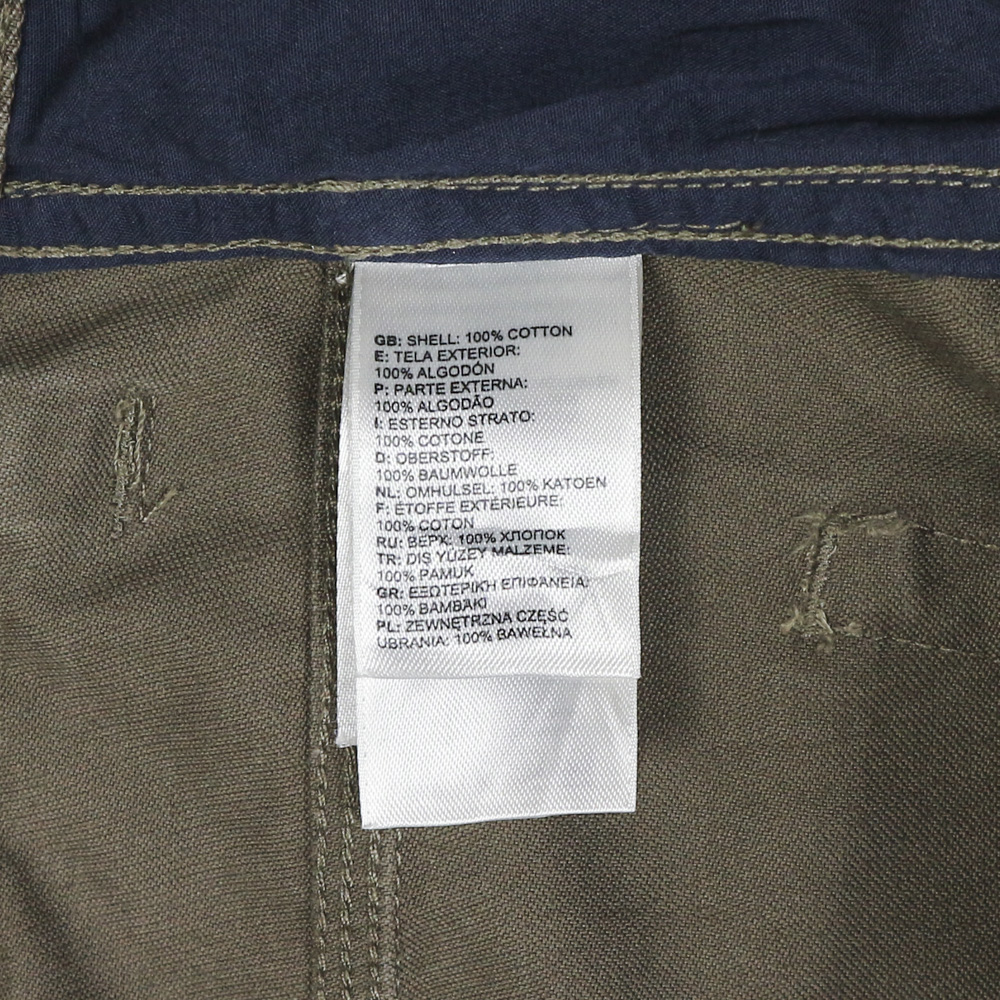 GB: SHELL: 100% COTTON
E: TELA EXTERIOR:
100% ALGODÓN
P: PARTE EXTERNA:
100% ALGODÃO
I: ESTERNO STRATO:
100% COTONE
D: OBERSTOFF:
100% BAUMWOLLE
NL: OMHULSEL: 100% KATOEN
F: ÉTOFFE EXTÉRIEURE:
100% COTON
RU: ВЕРХ: 100% ХЛОПОК
TR: DIŞ YÜZEY MALZEME:
100% PAMUK
GR: ΕΞΩΤΕΡΙΚΗ ΕΠΙΦΑΝΕΙΑ:
100% ΒΑΜΒΑΚΙ
PL: ZEWNĘTRZNA CZĘŚĆ
UBRANIA: 100% BAWEŁNA